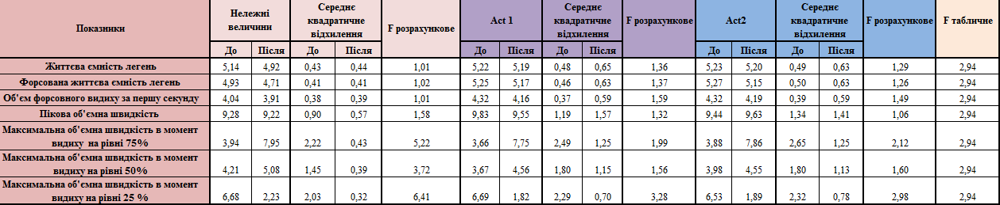 Показники Нележні величини Середнє квадратичне відхилення F розрахункове Act 1 Середнє квадратичне відхилення F розрахункове Act2 Середнє квадратичне відхилення F розрахункове F табличне
До Після До Після До Після До Після До Після До Після
Життєва ємність легень 5,14 4,92 0,43 0,44 1,01 5,22 5,19 0,48 0,65 1,36 5,23 5,20 0,49 0,63 1,29 2,94
Форсована життєва ємність легень 4,93 4,71 0,41 0,41 1,02 5,25 5,17 0,46 0,63 1,37 5,27 5,15 0,50 0,63 1,26 2,94
Об'єм форсовного видиху за першу секунду 4,04 3,91 0,38 0,39 1,01 4,32 4,16 0,37 0,59 1,59 4,32 4,19 0,39 0,59 1,49 2,94
Пікова об'ємна швидкість 9,28 9,22 0,90 0,57 1,58 9,83 9,55 1,19 1,57 1,32 9,44 9,63 1,34 1,41 1,06 2,94
Максимальна об'ємна швидкість в момент
видиху на рівні 75% 3,94 7,95 2,22 0,43 5,22 3,66 7,75 2,49 1,25 1,99 3,88 7,86 2,65 1,25 2,12 2,94
Максимальна об'ємна швидкість в момент
видиху на рівні 50% 4,21 5,08 1,45 0,39 3,72 3,67 4,56 1,80 1,15 1,56 3,98 4,55 1,80 1,13 1,60 2,94
Максимальна об'ємна швидкість в момент
видиху на рівні 25 % 6,68 2,23 2,03 0,32 6,41 6,69 1,82 2,29 0,70 3,28 6,53 1,89 2,32 0,78 2,98 2,94